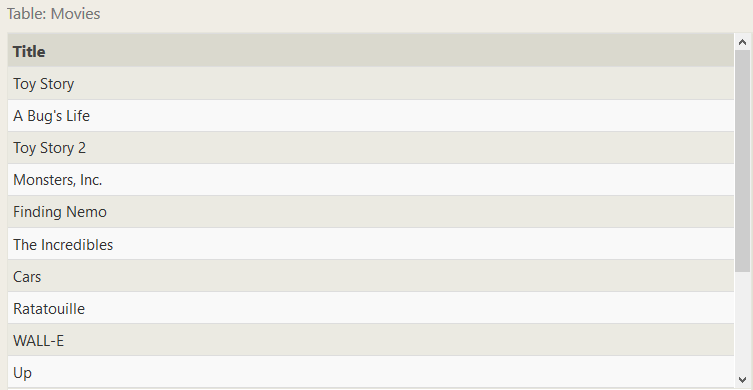 Table: Movies
Title
Toy Story
A Bug's Life
Toy Story 2
Monsters, Inc.
Finding Nemo
The Incredibles
Cars
Ratatouille
WALL-E
Up